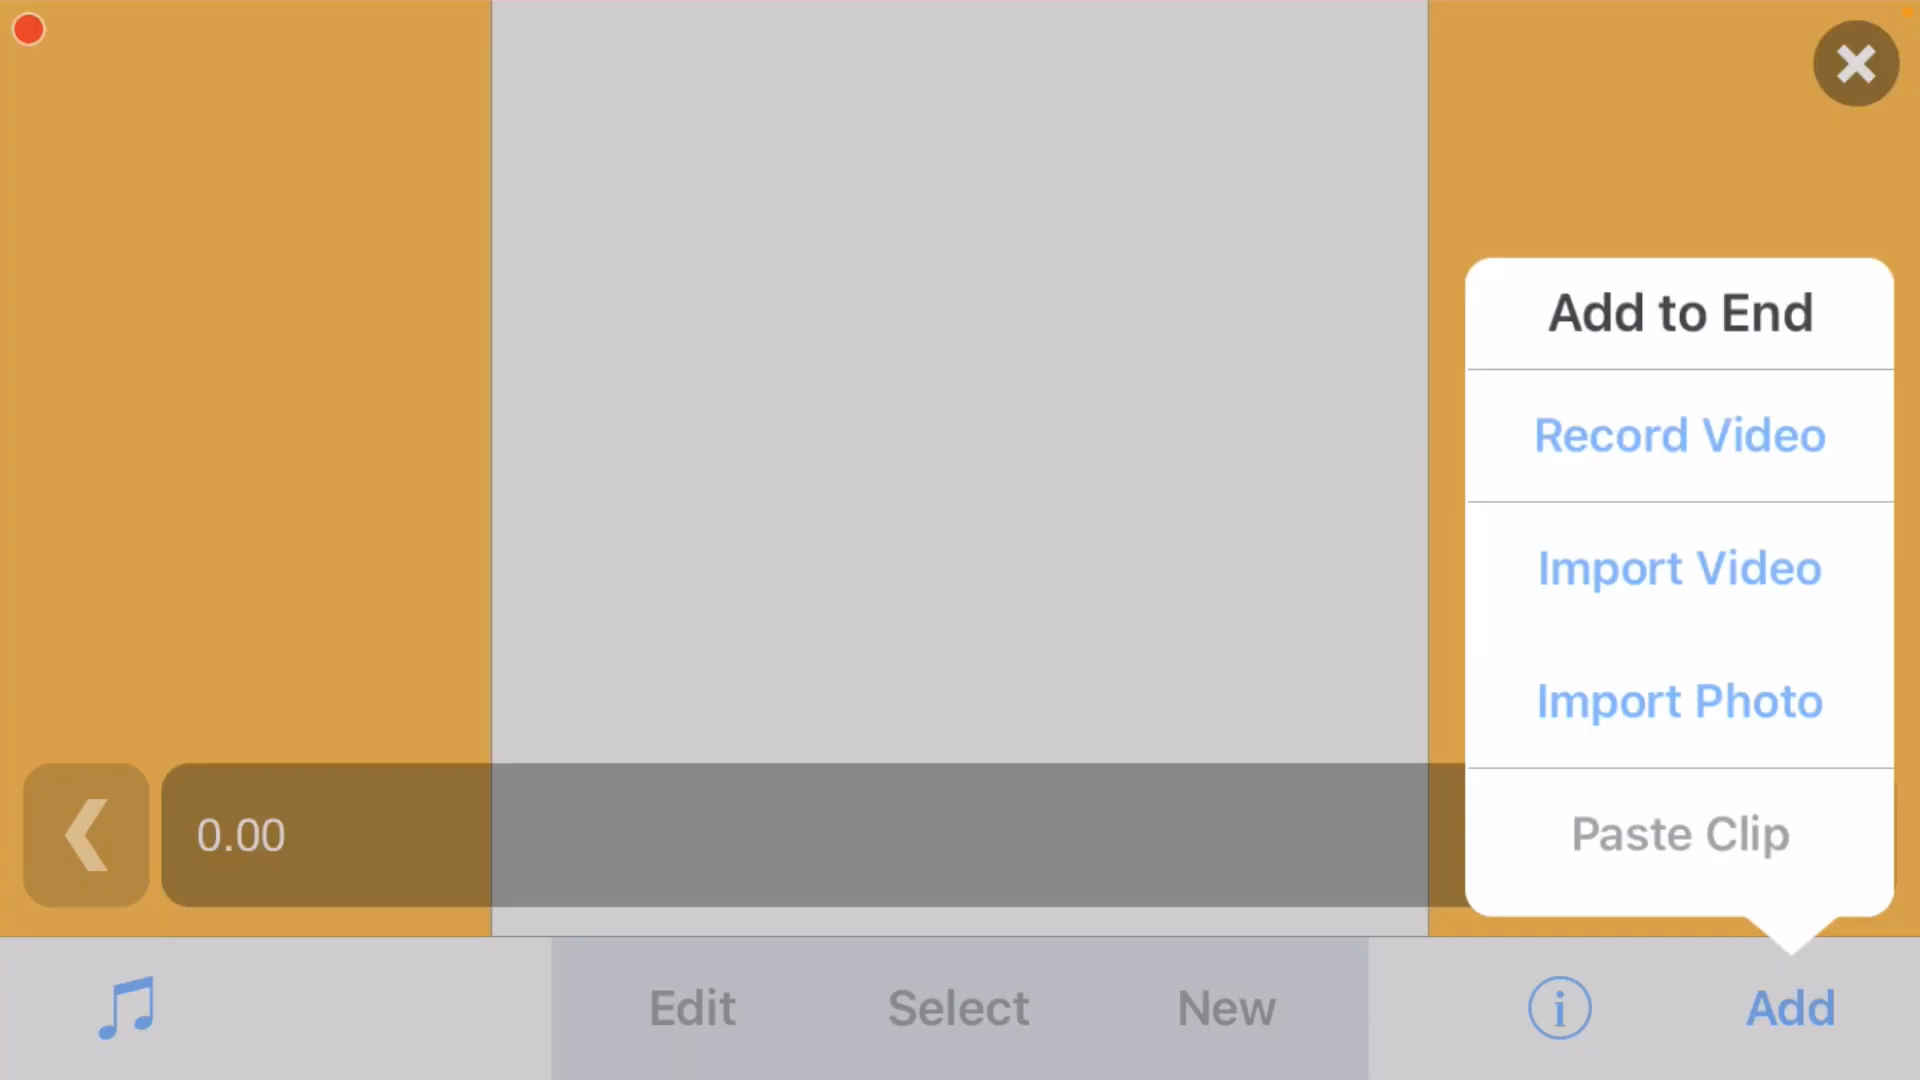 Add to End
Record Video
Import Video
Import Photo
Paste Clip
0.00
Edit
Select
New
Add